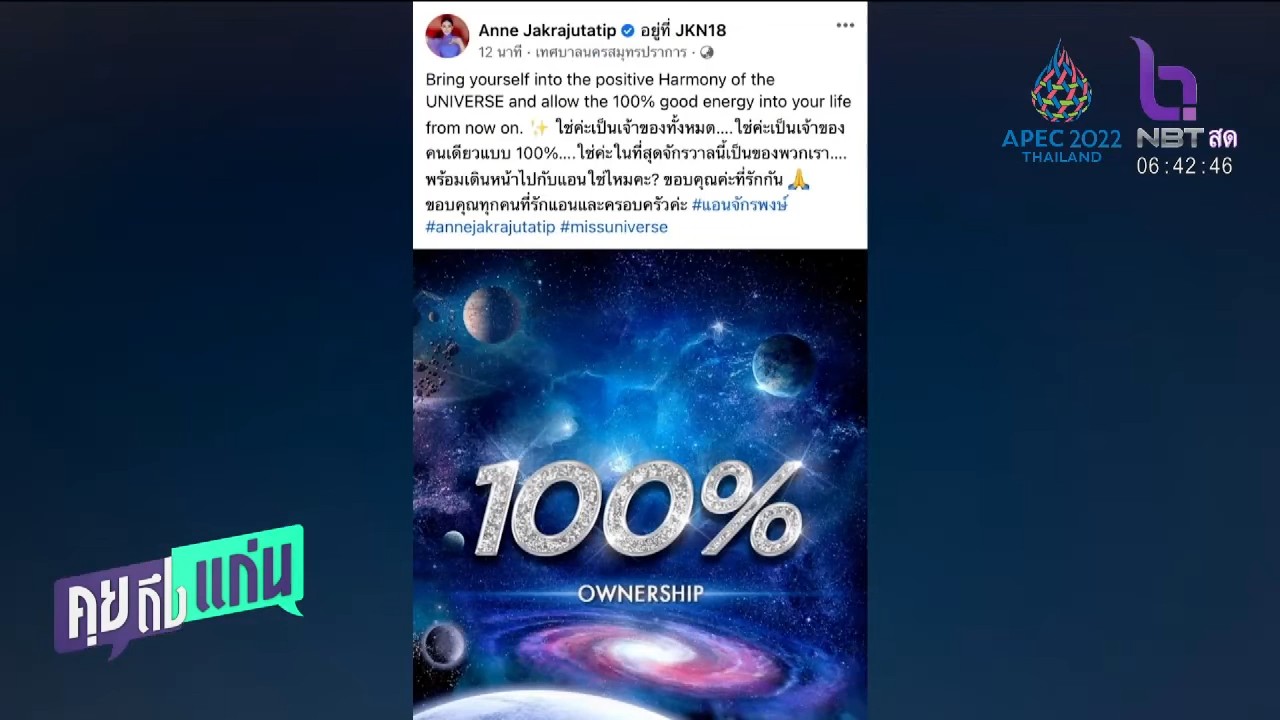 Anne Jakrajutatip อยู่ที่ JKN18
12 นาที · เทศบาลนครสมุทรปราการ ·
Bring yourself into the positive Harmony of the
UNIVERSE and allow the 100% good energy into your life
from now on. ✨ ใช่ค่ะเป็นเจ้าของทั้งหมด....ใช่ค่ะเป็นเจ้าของ
คนเดียวแบบ 100%....ใช่ค่ะในที่สุดจักรวาลนี้เป็นของพวกเรา....
พร้อมเดินหน้าไปกับแอนใช่ไหมคะ? ขอบคุณค่ะที่รักกัน 🙏
ขอบคุณทุกคนที่รักแอนและครอบครัวค่ะ #แอนจักรพงษ์
#annejakrajutatip #missuniverse
100%
OWNERSHIP
APEC 2022
THAILAND
NBT สด
06:42:46
คุยถึงแก่น